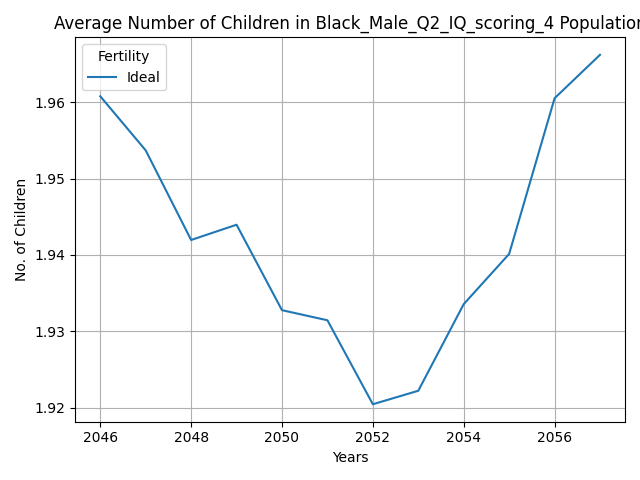 Average Number of Children in Black_Male_Q2_IQ_scoring_4 Population
Fertility
Ideal
1.96
1.95
1.94
1.93
1.92
No. of Children
2046 2048 2050 2052 2054 2056
Years